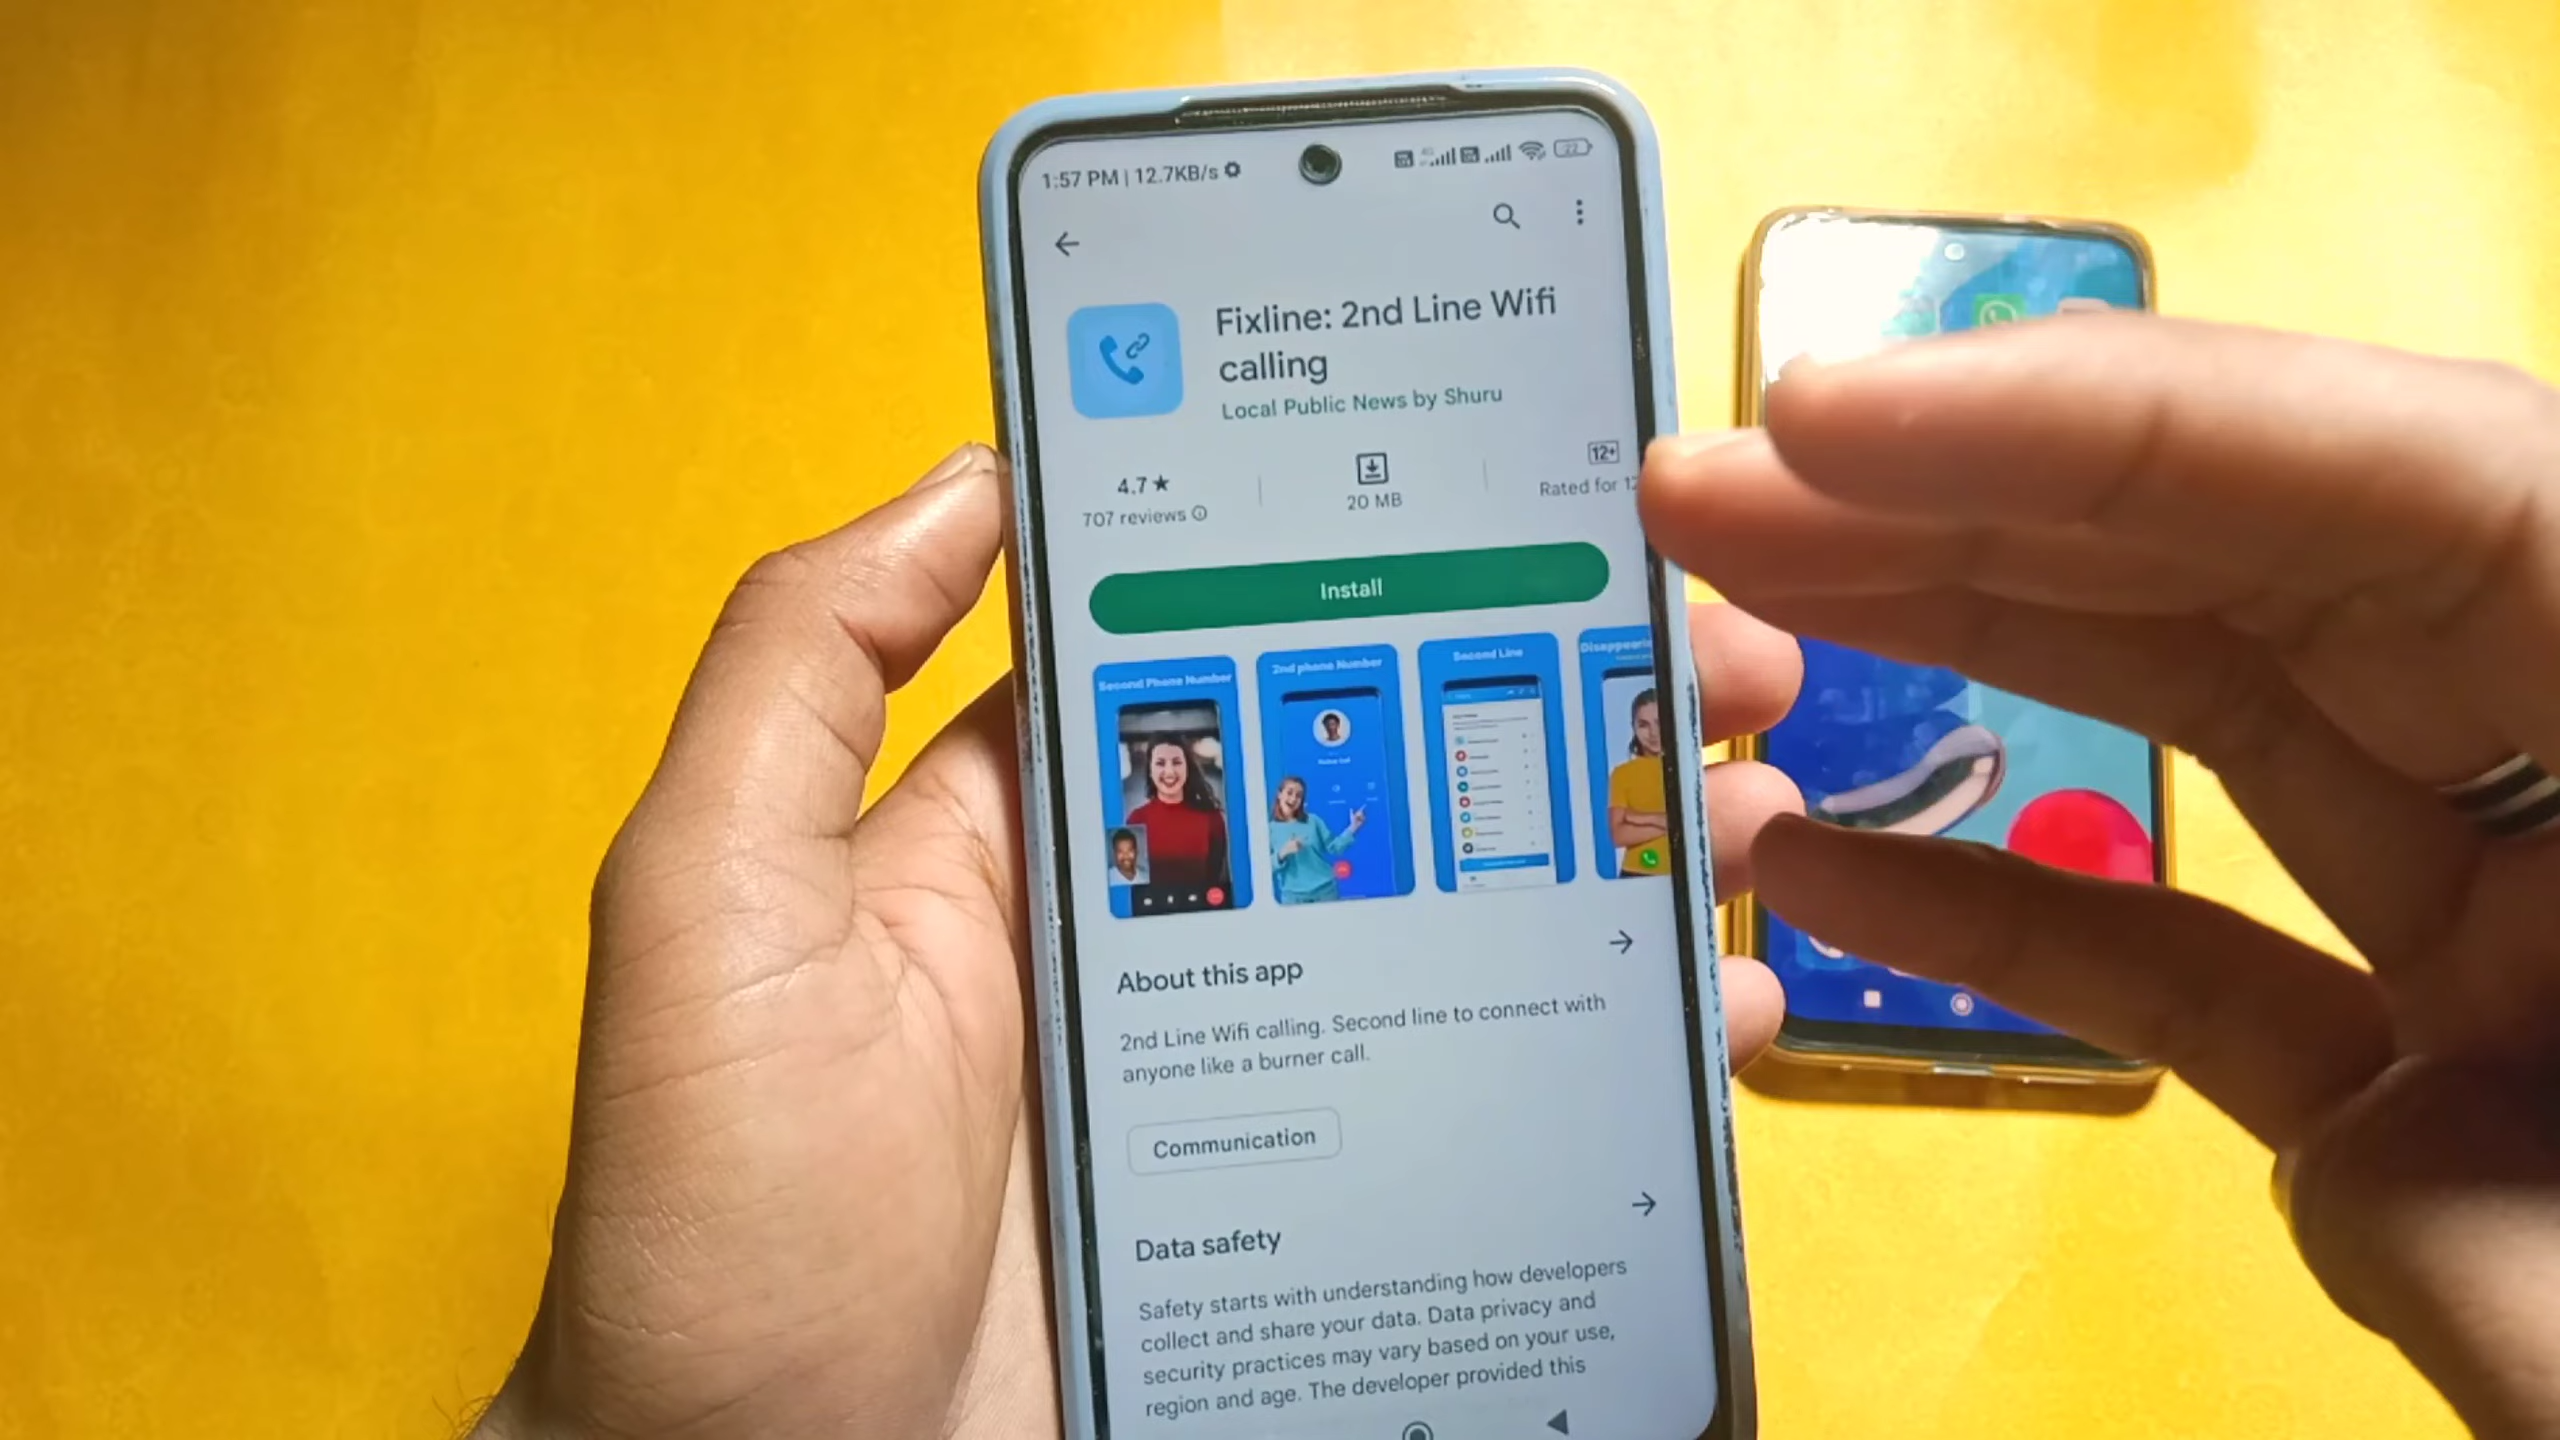 1:57 PM | 12.7KB/s
22
Fixline: 2nd Line Wifi
calling
Local Public News by Shuru
4.7 ★
707 reviews
20 MB
12+
Rated for 12
Install
Second Phone Number
2nd phone Number
Second Line
About this app
2nd Line Wifi calling. Second line to connect with
anyone like a burner call.
Communication
Data safety
Safety starts with understanding how developers
collect and share your data. Data privacy and
security practices may vary based on your use,
region and age. The developer provided this